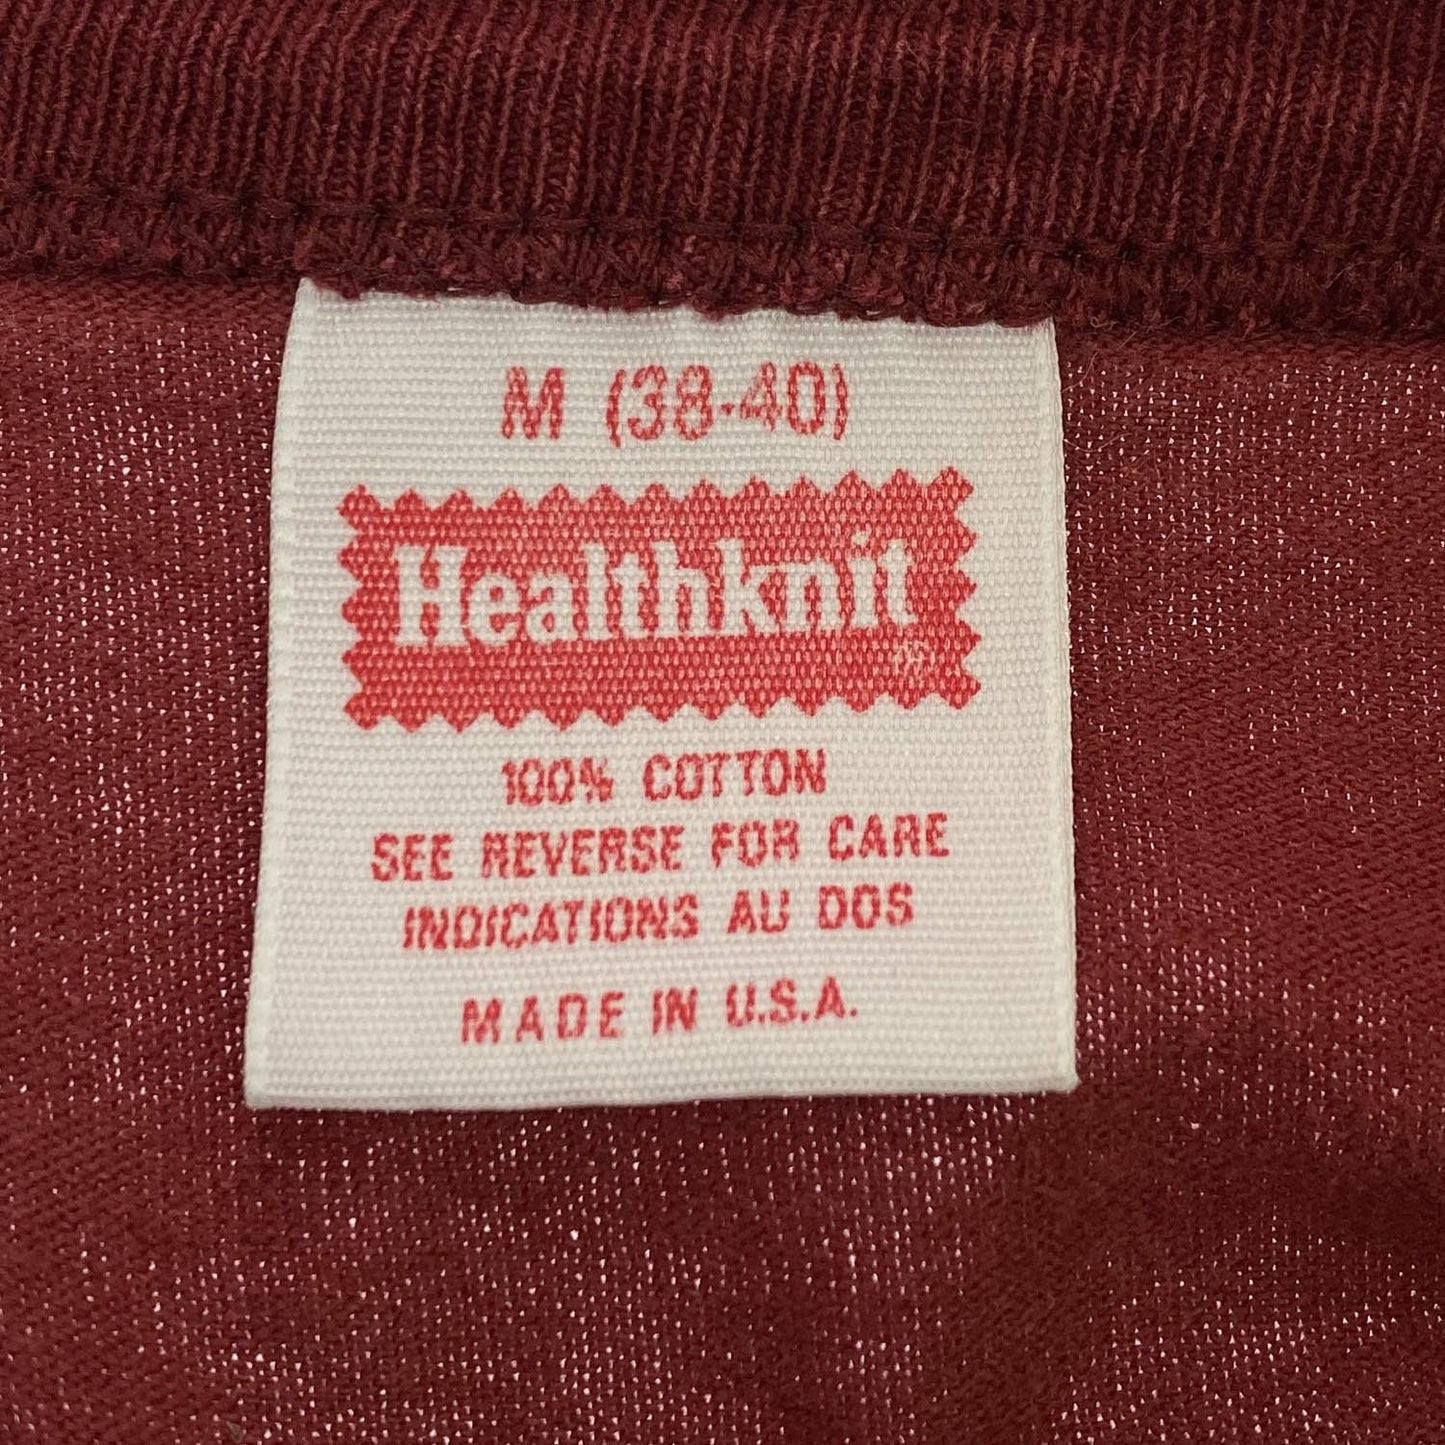 M (38-40)
Healthknit ®
100% COTTON
SEE REVERSE FOR CARE
INDICATIONS AU DOS
MADE IN U.S.A.